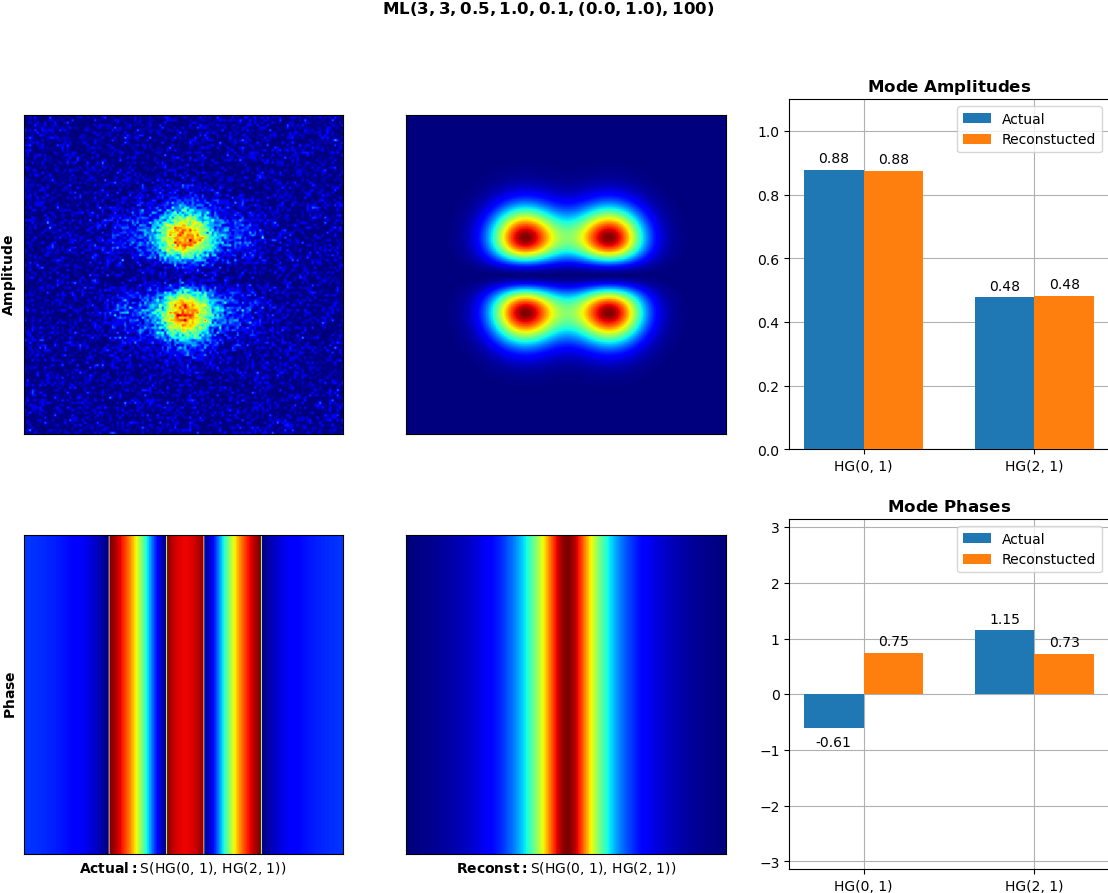 ML(3, 3, 0.5, 1.0, 0.1, (0.0, 1.0), 100)
Amplitude
Mode Amplitudes
Actual
Reconstucted
1.0
0.8
0.6
0.4
0.2
0.0
0.88
0.88
0.48
0.48
HG(0, 1)
HG(2, 1)
Phase
Actual: S(HG(0, 1), HG(2, 1))
Reconst: S(HG(0, 1), HG(2, 1))
Mode Phases
Actual
Reconstucted
3
2
1
0
−1
−2
−3
-0.61
0.75
1.15
0.73
HG(0, 1)
HG(2, 1)